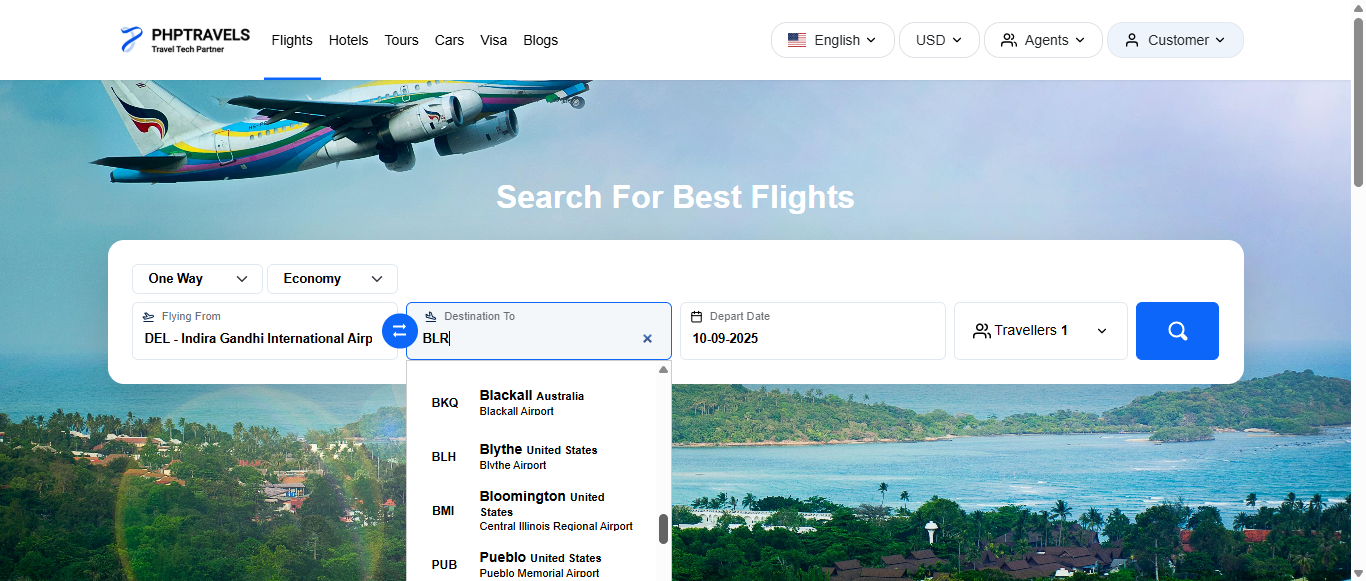 PHPTRAVELS
Travel Tech Partner
Flights Hotels Tours Cars Visa Blogs
English USD Agents Customer
Search For Best Flights
One Way Economy
Flying From
DEL - Indira Gandhi International Airp
Destination To
BLR
Depart Date
10-09-2025
Travellers 1
BKQ Blackall Australia
Blackall Airport
BLH Blythe United States
Blythe Airport
BMI Bloomington United
States
Central Illinois Regional Airport
PUB Pueblo United States
Pueblo Memorial Airport